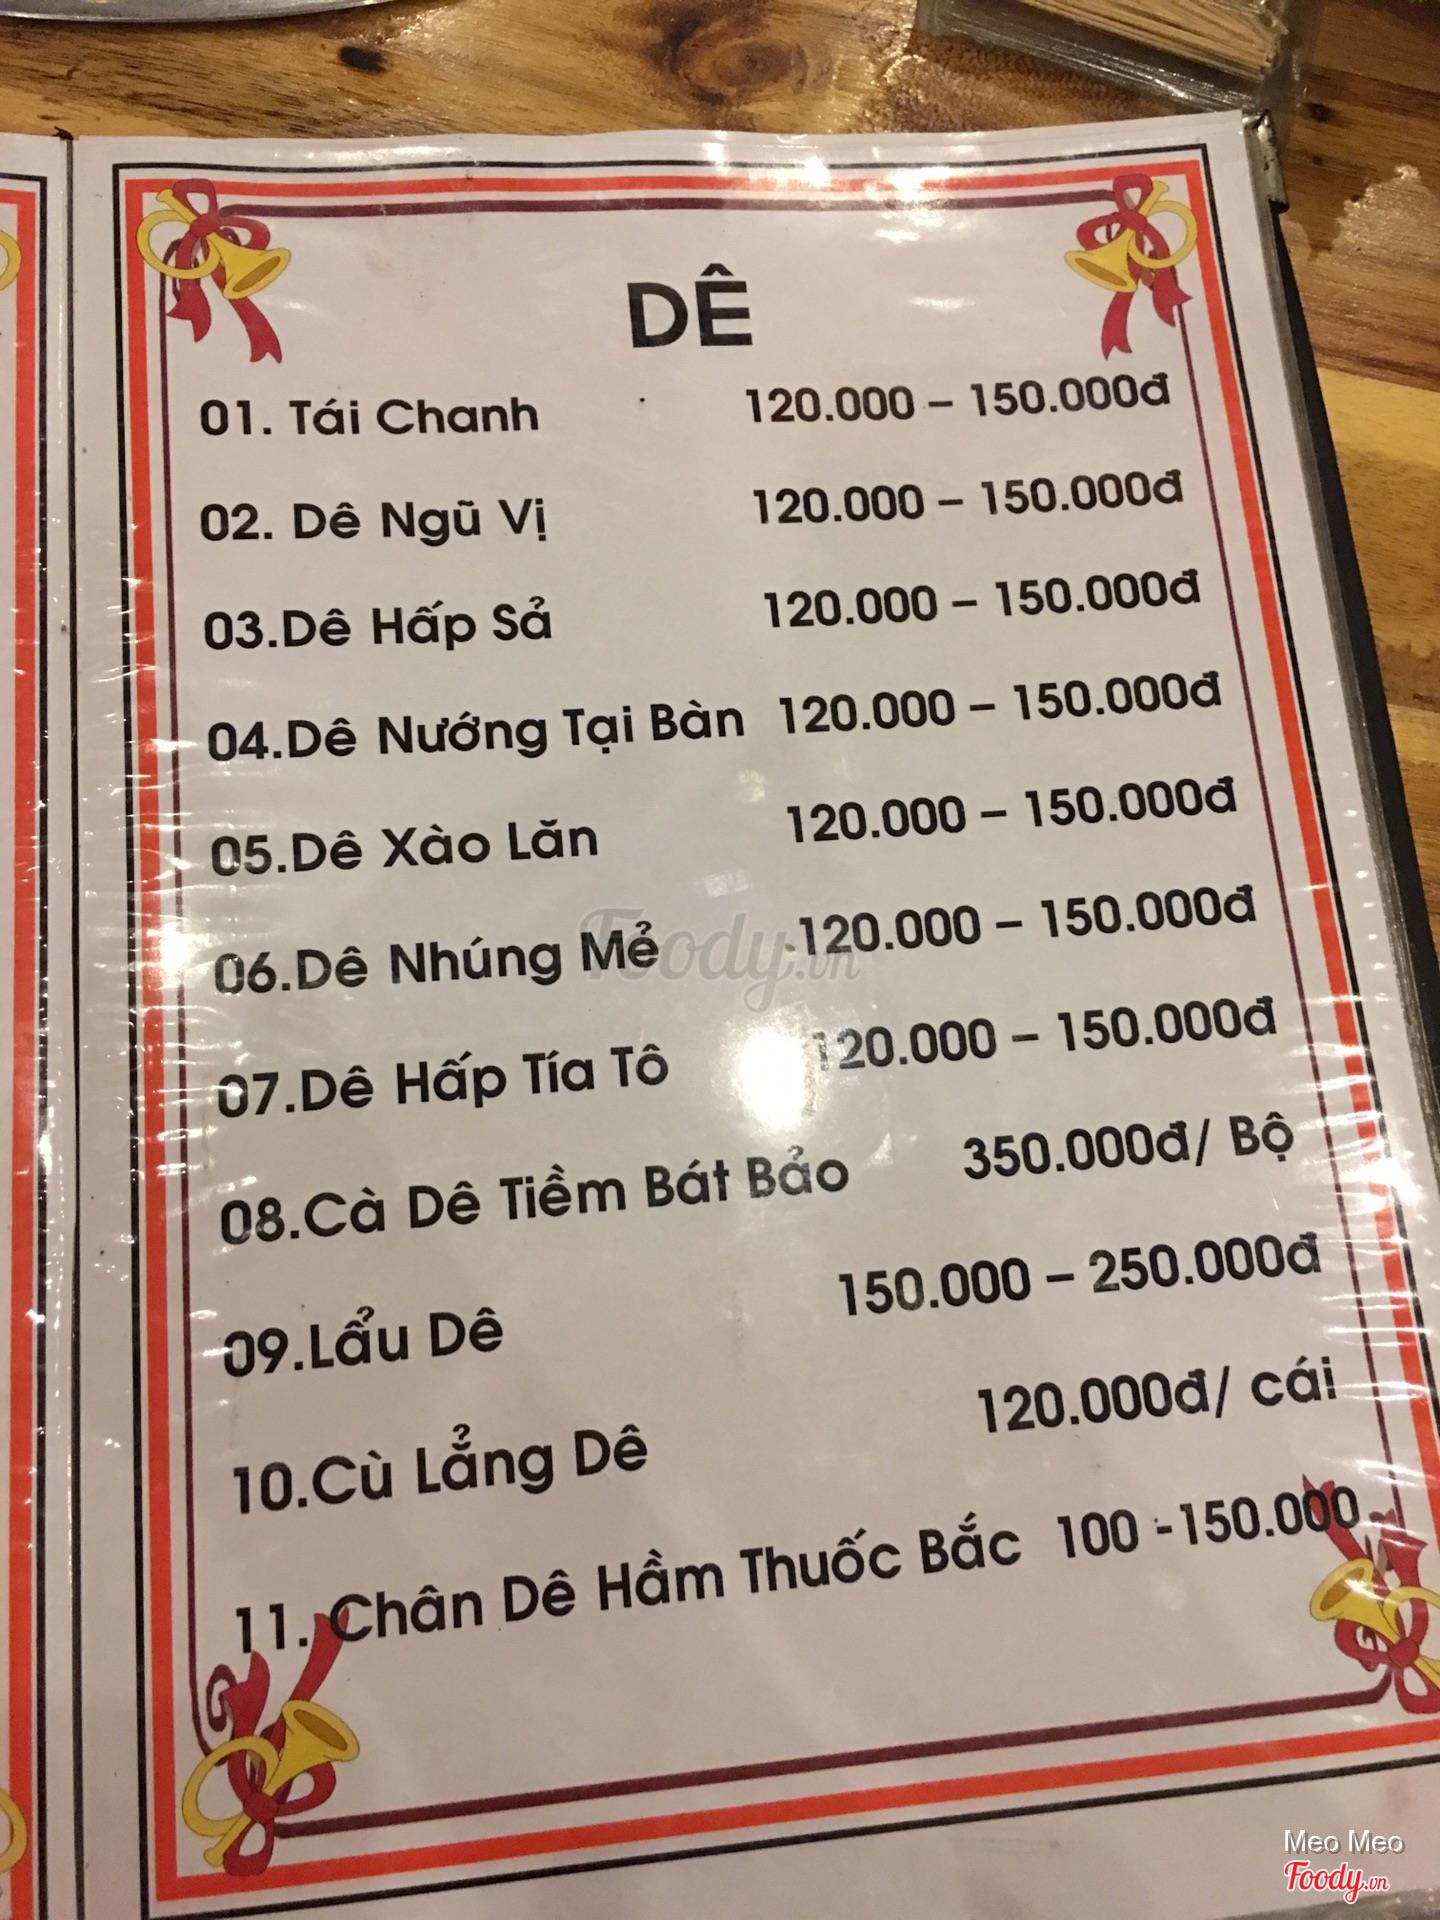 DÊ
01. Tái Chanh 120.000 – 150.000đ
02. Dê Ngũ Vị 120.000 – 150.000đ
03.Dê Hấp Sả 120.000 – 150.000đ
04.Dê Nướng Tại Bàn 120.000 – 150.000đ
05.Dê Xào Lăn 120.000 – 150.000đ
06.Dê Nhúng Mẻ 120.000 – 150.000đ
07.Dê Hấp Tía Tô 120.000 – 150.000đ
08.Cà Dê Tiềm Bát Bảo 350.000đ/ Bộ
09.Lẩu Dê 150.000 – 250.000đ
10.Cù Lẳng Dê 120.000đ/ cái
11. Chân Dê Hầm Thuốc Bắc 100 -150.000
Foody.vn
Meo Meo
Foody.vn